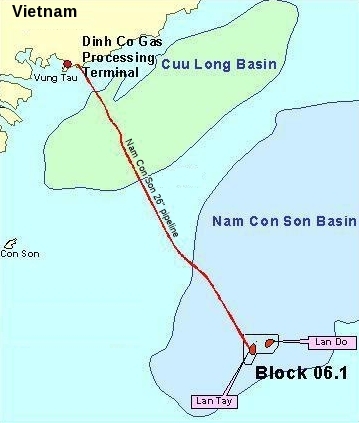 Vietnam
Dinh Co Gas
Processing
Terminal
Vung Tau
Cuu Long Basin
Nam Con Son 26" pipeline
Nam Con Son Basin
Con Son
Lan Do
Block 06.1
Lan Tay